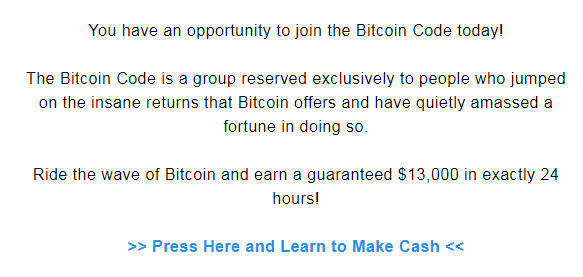 You have an opportunity to join the Bitcoin Code today!
The Bitcoin Code is a group reserved exclusively to people who jumped
on the insane returns that Bitcoin offers and have quietly amassed a
fortune in doing so.
Ride the wave of Bitcoin and earn a guaranteed $13,000 in exactly 24
hours!
>> Press Here and Learn to Make Cash <<